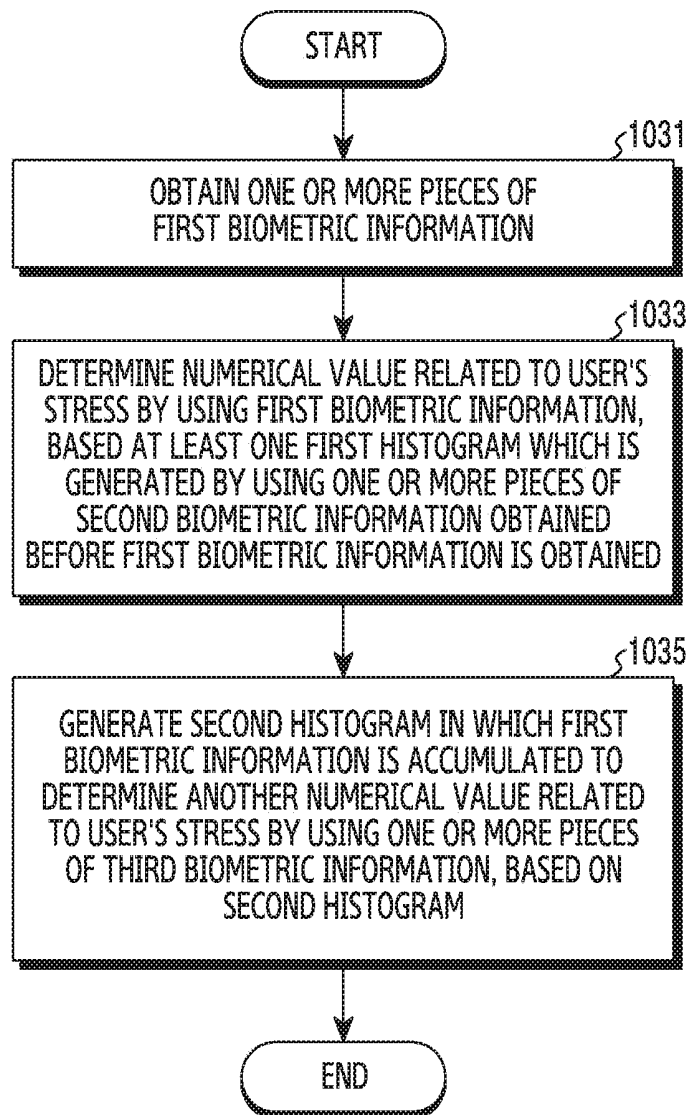 START
1031
OBTAIN ONE OR MORE PIECES OF
FIRST BIOMETRIC INFORMATION
1033
DETERMINE NUMERICAL VALUE RELATED TO USER'S
STRESS BY USING FIRST BIOMETRIC INFORMATION,
BASED AT LEAST ONE FIRST HISTOGRAM WHICH IS
GENERATED BY USING ONE OR MORE PIECES OF
SECOND BIOMETRIC INFORMATION OBTAINED
BEFORE FIRST BIOMETRIC INFORMATION IS OBTAINED
1035
GENERATE SECOND HISTOGRAM IN WHICH FIRST
BIOMETRIC INFORMATION IS ACCUMULATED TO
DETERMINE ANOTHER NUMERICAL VALUE RELATED
TO USER'S STRESS BY USING ONE OR MORE PIECES
OF THIRD BIOMETRIC INFORMATION, BASED ON
SECOND HISTOGRAM
END